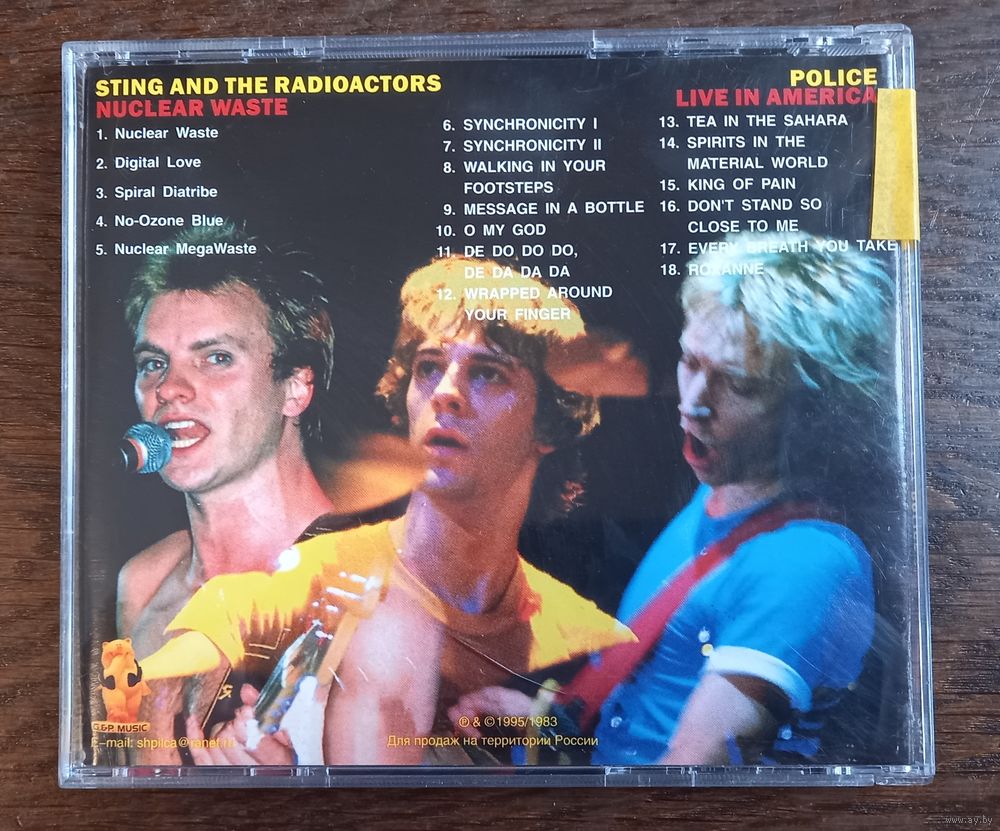 STING AND THE RADIOACTORS
NUCLEAR WASTE
1. Nuclear Waste
2. Digital Love
3. Spiral Diatribe
4. No-Ozone Blue
5. Nuclear MegaWaste
6. SYNCHRONICITY I
7. SYNCHRONICITY II
8. WALKING IN YOUR
FOOTSTEPS
9. MESSAGE IN A BOTTLE
10. O MY GOD
11. DE DO DO DO,
DE DA DA DA
12. WRAPPED AROUND
YOUR FINGER
POLICE
LIVE IN AMERICA
13. TEA IN THE SAHARA
14. SPIRITS IN THE
MATERIAL WORLD
15. KING OF PAIN
16. DON'T STAND SO
CLOSE TO ME
17. EVERY BREATH YOU TAKE
18. ROXANNE
MUSIC
E-mail: shpilca@ranet.ru
℗ & © 1995/1983
Для продаж на территории России
www.ay.by